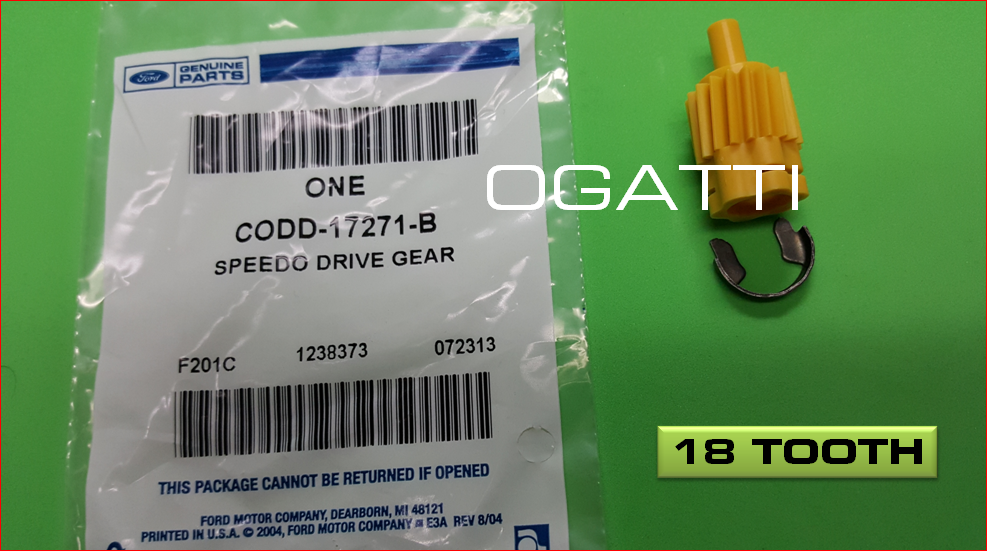 Ford
GENUINE
PARTS
ONE
CODD-17271-B
SPEEDO DRIVE GEAR
F201C 1238373 072313
THIS PACKAGE CANNOT BE RETURNED IF OPENED
FORD MOTOR COMPANY, DEARBORN, MI 48121
PRINTED IN U.S.A. © 2004, FORD MOTOR COMPANY E3A REV 8/04
OGATTI
18 TOOTH